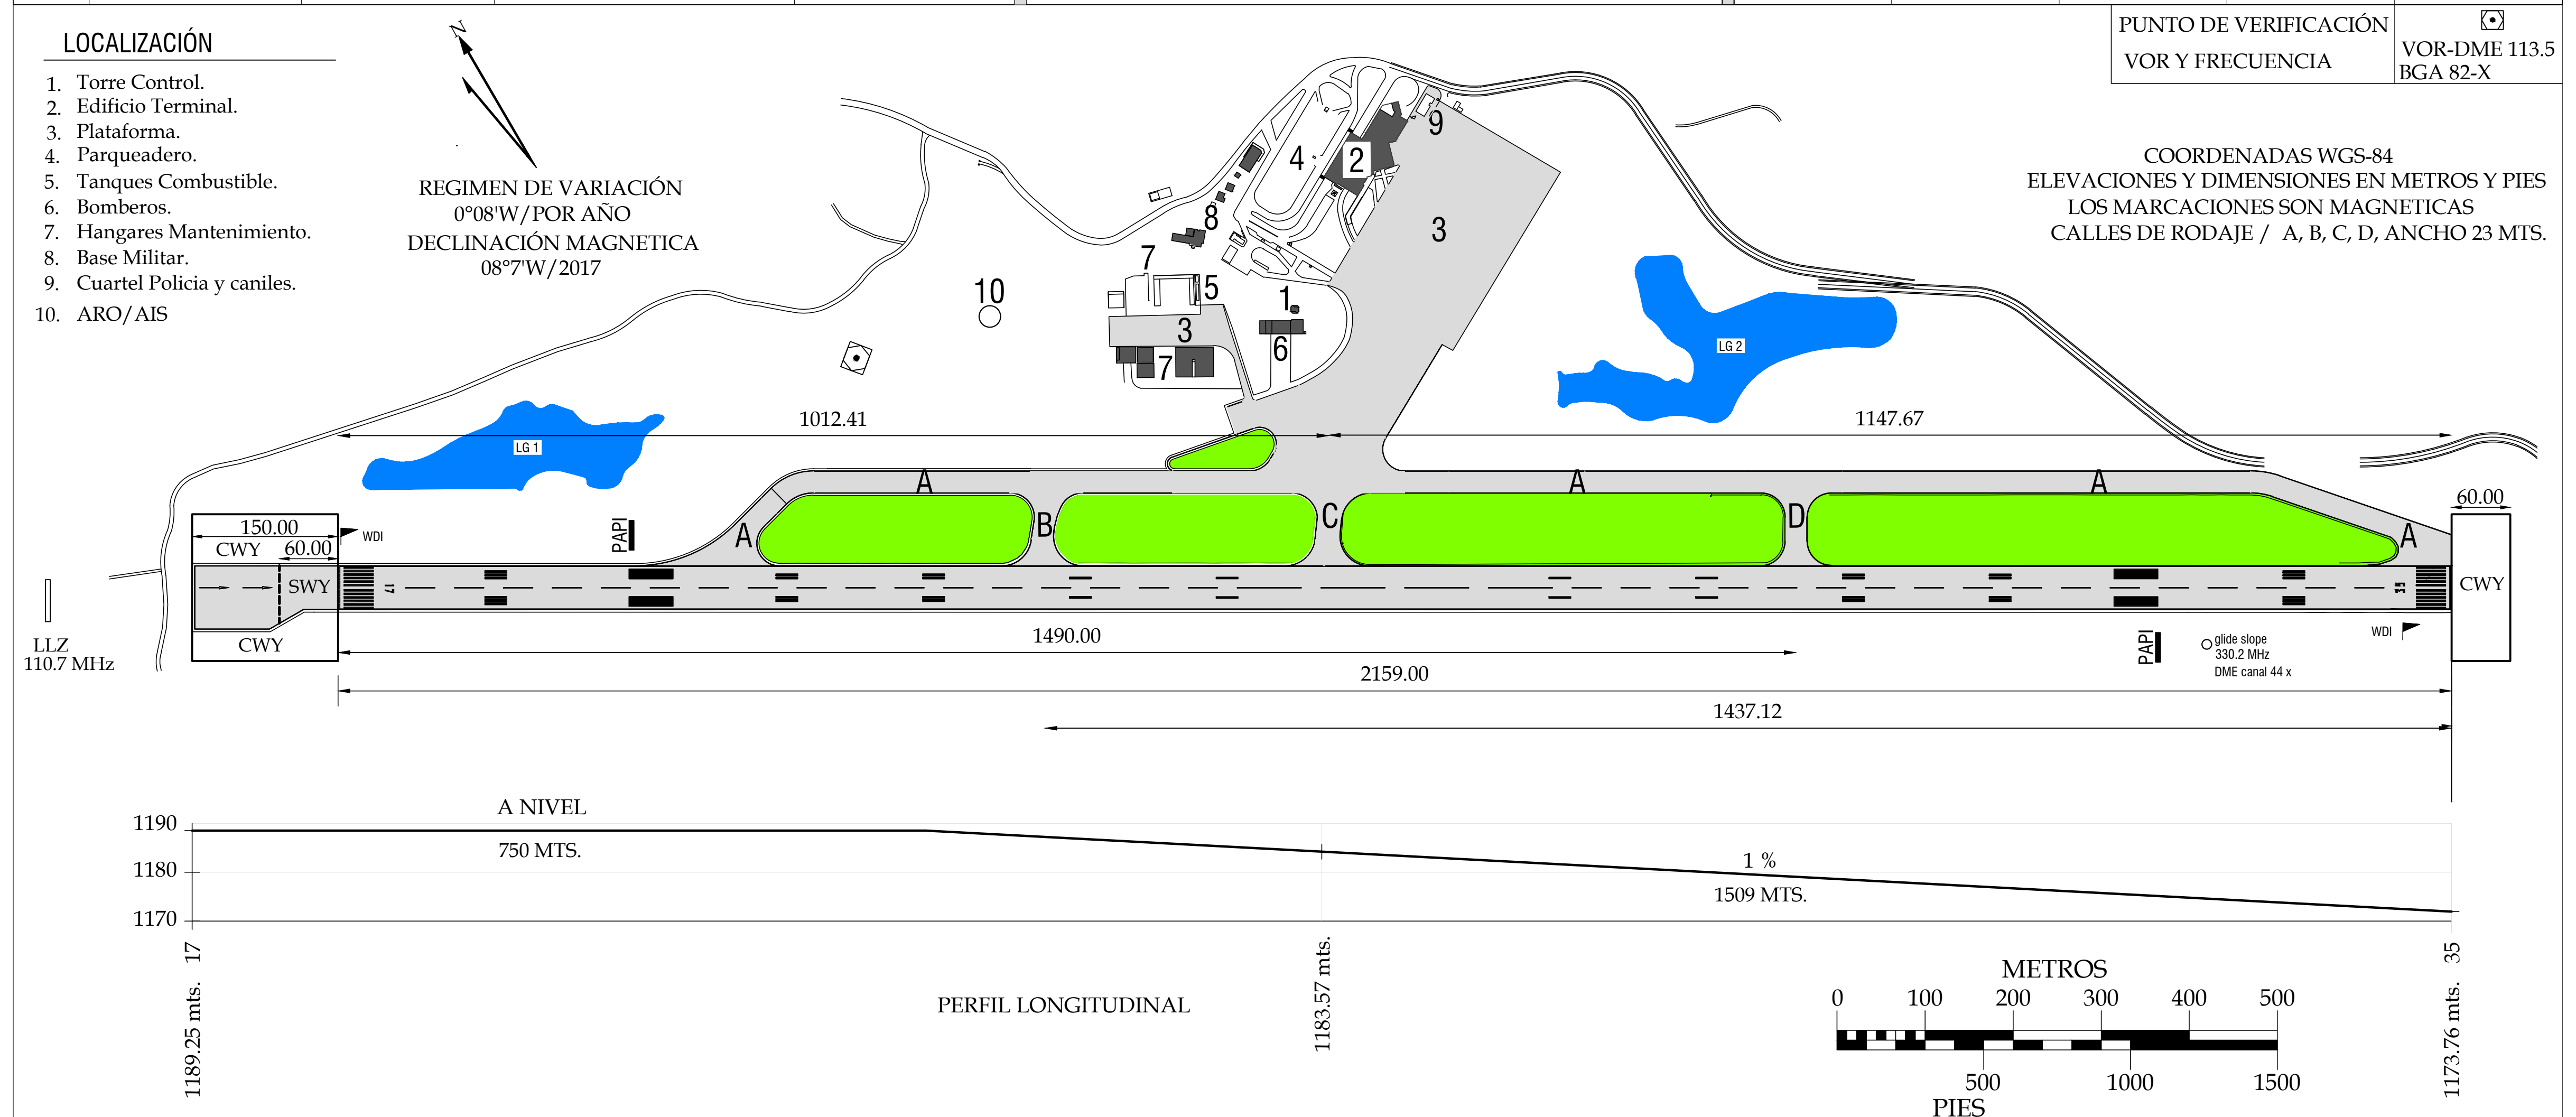 LOCALIZACIÓN
1. Torre Control.
2. Edificio Terminal.
3. Plataforma.
4. Parqueadero.
5. Tanques Combustible.
6. Bomberos.
7. Hangares Mantenimiento.
8. Base Militar.
9. Cuartel Policia y caniles.
10. ARO/AIS
N
REGIMEN DE VARIACIÓN
0°08'W/POR AÑO
DECLINACIÓN MAGNETICA
08°7'W/2017
PUNTO DE VERIFICACIÓN
VOR Y FRECUENCIA
VOR-DME 113.5
BGA 82-X
COORDENADAS WGS-84
ELEVACIONES Y DIMENSIONES EN METROS Y PIES
LOS MARCACIONES SON MAGNETICAS
CALLES DE RODAJE / A, B, C, D, ANCHO 23 MTS.
9
4
2
8
3
7
5
10
1
3
6
7
LG 2
LG 1
1012.41
1147.67
A
A
A
A
B
C
D
A
150.00
CWY
60.00
SWY
CWY
WDI
PAPI
17
LLZ
110.7 MHz
60.00
CWY
35
WDI
PAPI
glide slope
330.2 MHz
DME canal 44 x
1490.00
2159.00
1437.12
A NIVEL
750 MTS.
1190
1180
1170
1 %
1509 MTS.
1189.25 mts. 17
1183.57 mts.
1173.76 mts. 35
PERFIL LONGITUDINAL
METROS
0 100 200 300 400 500
500 1000 1500
PIES